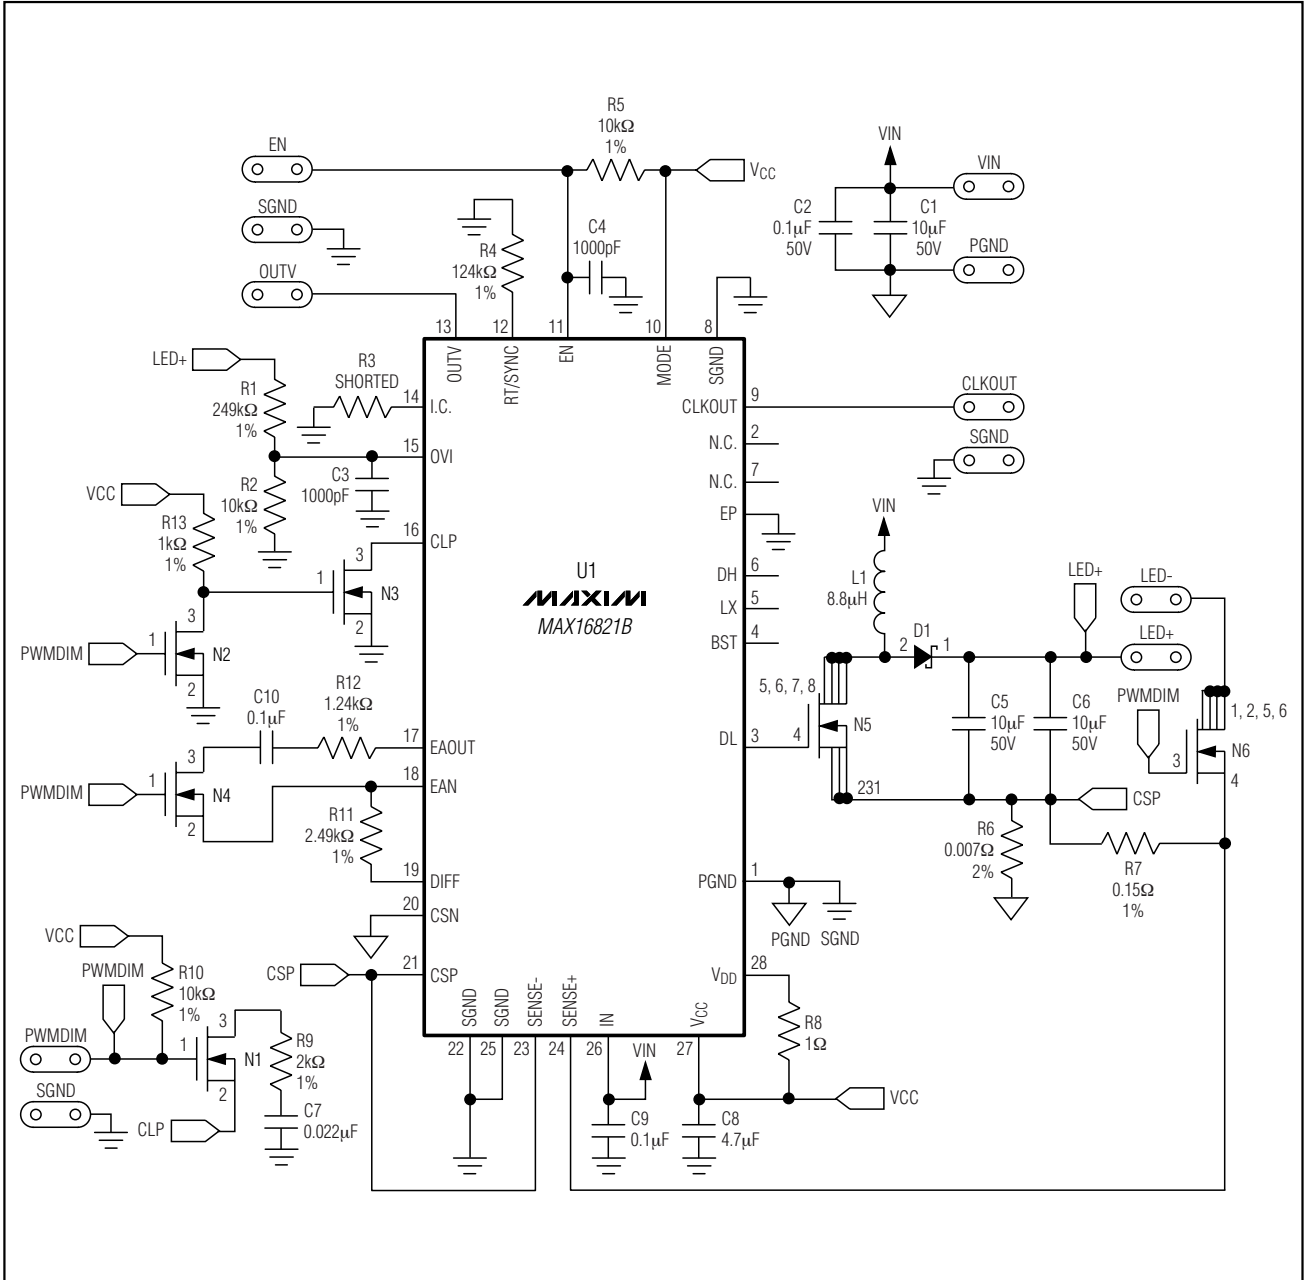 EN
SGND
OUTV
R5
10kΩ
1%
VCC
R4
124kΩ
1%
C4
1000pF
VIN
VIN
C2
0.1μF
50V
C1
10μF
50V
PGND
13
12
11
10
8
OUTV
RT/SYNC
EN
MODE
SGND
LED+
R1
249kΩ
1%
R3
SHORTED
14
I.C.
15
OVI
C3
1000pF
R2
10kΩ
1%
VCC
R13
1kΩ
1%
16
CLP
3
1
N3
2
3
PWMDIM
1
N2
2
C10
0.1μF
R12
1.24kΩ
1%
17
EAOUT
3
PWMDIM
1
N4
2
18
EAN
R11
2.49kΩ
1%
19
DIFF
20
CSN
CSP
21
CSP
VCC
PWMDIM
R10
10kΩ
1%
PWMDIM
SGND
3
1
N1
2
R9
2kΩ
1%
C7
0.022μF
CLP
U1
MAXIM
MAX16821B
CLKOUT
9
CLKOUT
SGND
N.C.
2
N.C.
7
EP
DH
6
LX
5
BST
4
DL
3
PGND
1
PGND
SGND
VDD
28
R8
1Ω
SGND
SGND
SENSE-
SENSE+
IN
VCC
22
25
23
24
26
27
VIN
C9
0.1μF
C8
4.7μF
VCC
VIN
L1
8.8μH
2
D1
1
5, 6, 7, 8
4
N5
231
C5
10μF
50V
C6
10μF
50V
LED+
LED-
LED+
PWMDIM
1, 2, 5, 6
3
N6
4
CSP
R6
0.007Ω
2%
R7
0.15Ω
1%